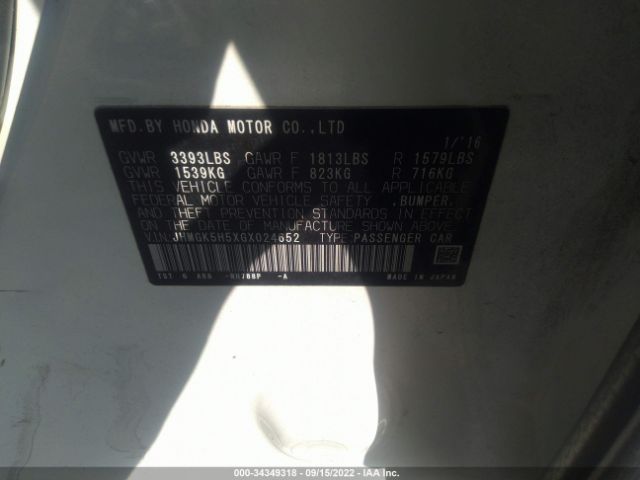 MFD.BY HONDA MOTOR CO.,LTD 1/'16
GVWR 3393LBS GAWR F 1813LBS R 1579LBS
GVWR 1539KG GAWR F 823KG R 716KG
THIS VEHICLE CONFORMS TO ALL APPLICABLE
FEDERAL MOTOR VEHICLE SAFETY ,BUMPER,
AND THEFT PREVENTION STANDARDS IN EFFECT
ON THE DATE OF MANUFACTURE SHOWN ABOVE
VIN: JHMGK5H5XGX024652 TYPE: PASSENGER CAR
-NH788P -A MADE IN JAPAN
000-34349318 - 09/15/2022 - IAA Inc.